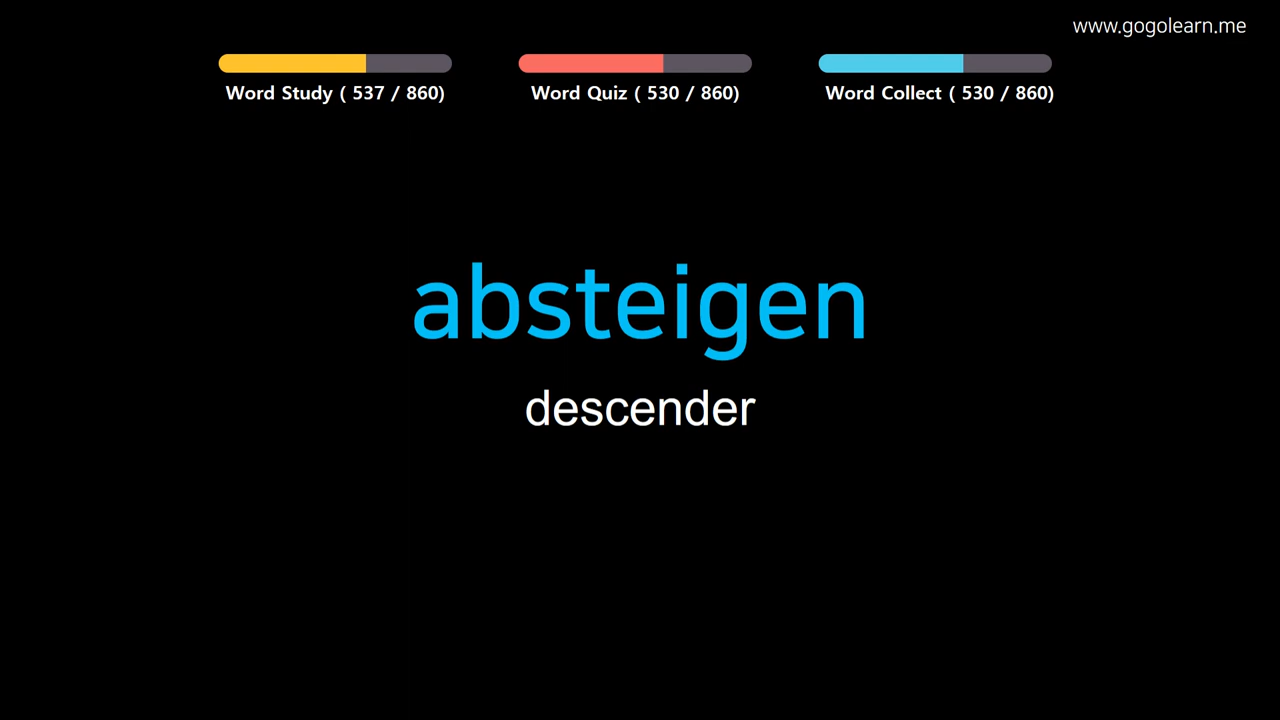 www.gogolearn.me
Word Study ( 537 / 860)
Word Quiz ( 530 / 860)
Word Collect ( 530 / 860)
absteigen
descender